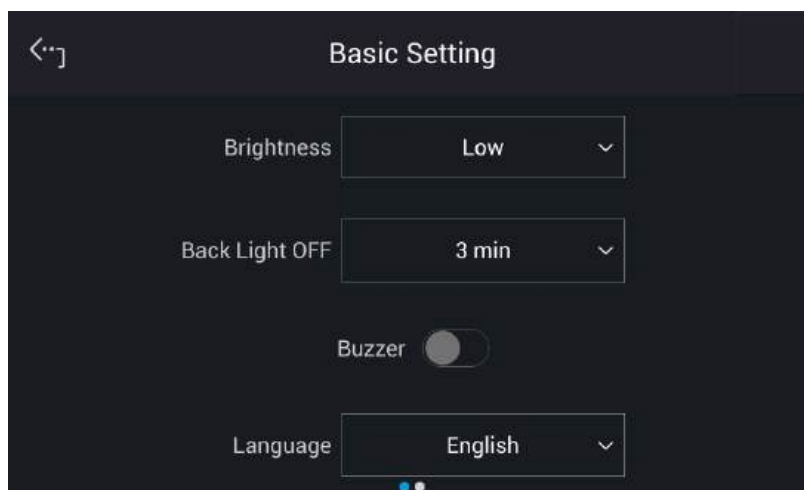 Basic Setting
Brightness Low
Back Light OFF 3 min
Buzzer
Language English